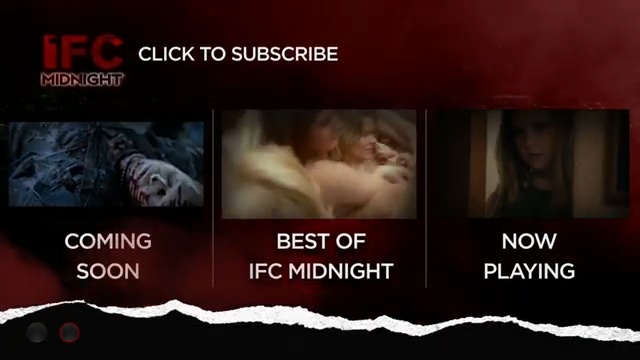 IFC
MIDNIGHT
CLICK TO SUBSCRIBE
COMING
SOON
BEST OF
IFC MIDNIGHT
NOW
PLAYING